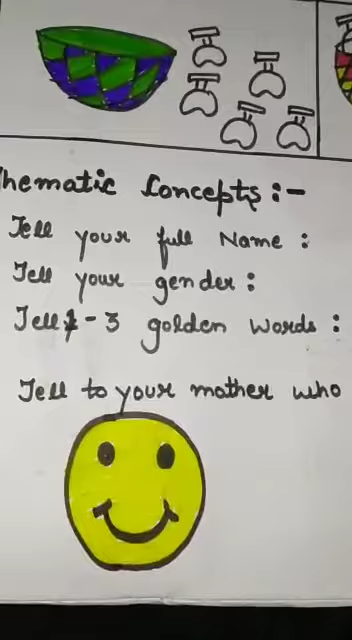 hematic Concepts :-
Tell your full Name :
Tell your gender :
Tell - 3 golden words :
Tell to your mother who